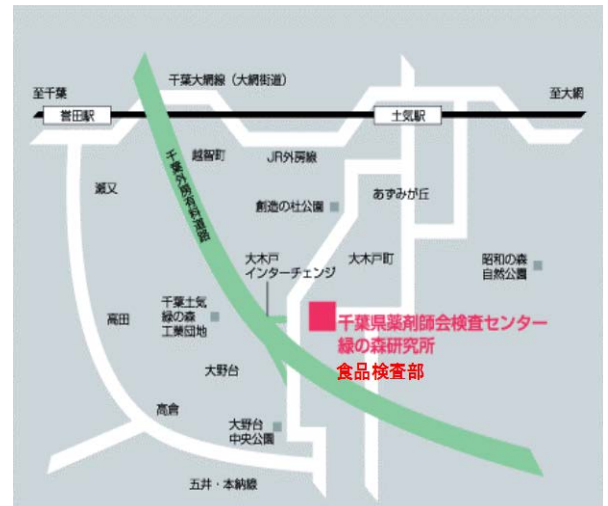 千葉大網線（大網街道）
至千葉
至大網
誉田駅
土気駅
越智町
JR外房線
千葉外房有料道路
瀬又
あすみが丘
創造の杜公園
大木戸
インターチェンジ
大木戸町
昭和の森
自然公園
千葉土気
緑の森
工業団地
高田
千葉県薬剤師会検査センター
緑の森研究所
食品検査部
大野台
高倉
大野台
中央公園
五井・本納線